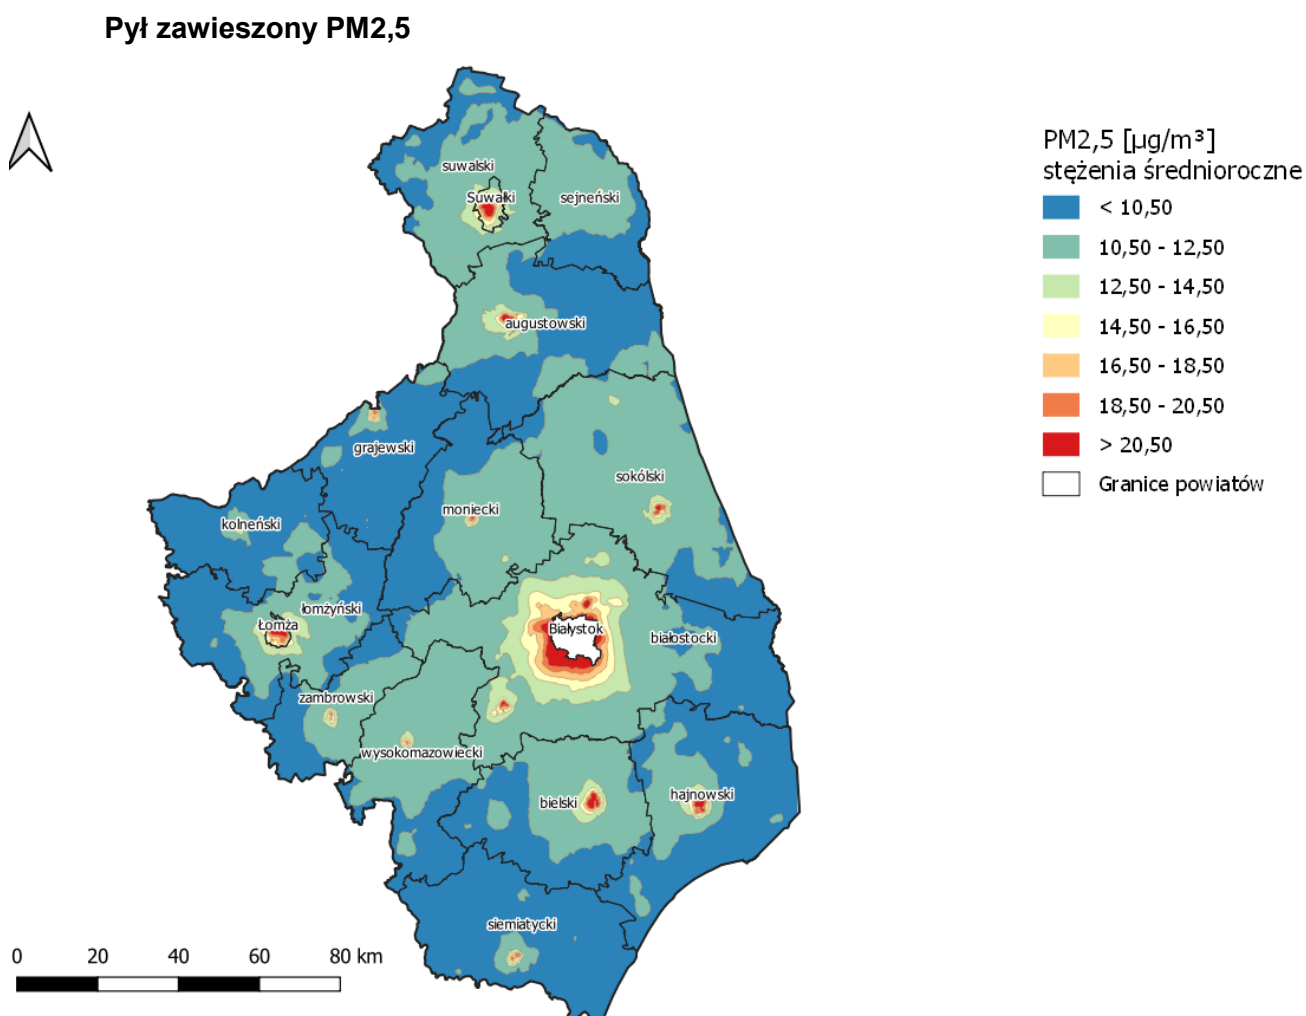 Pył zawieszony PM2,5
PM2,5 [µg/m³]
stężenia średnioroczne
< 10,50
10,50 - 12,50
12,50 - 14,50
14,50 - 16,50
16,50 - 18,50
18,50 - 20,50
> 20,50
Granice powiatów
suwalski
Suwałki
sejneński
augustowski
grajewski
sokólski
moniecki
kolneński
łomżyński
Łomża
Białystok
białostocki
zambrowski
wysokomazowiecki
bielski
hajnowski
siemiatycki
0 20 40 60 80 km